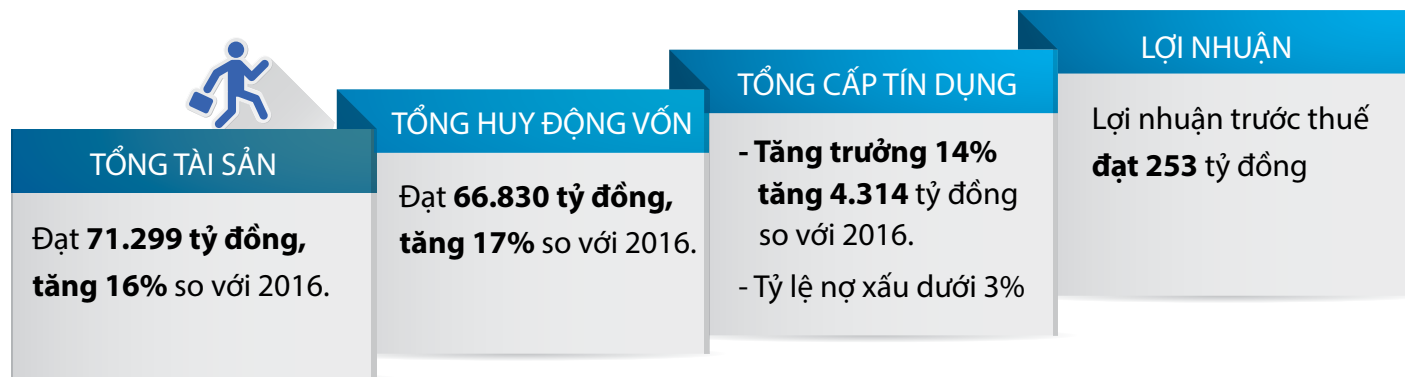 TỔNG TÀI SẢN
Đạt 71.299 tỷ đồng,
tăng 16% so với 2016.
TỔNG HUY ĐỘNG VỐN
Đạt 66.830 tỷ đồng,
tăng 17% so với 2016.
TỔNG CẤP TÍN DỤNG
- Tăng trưởng 14%
tăng 4.314 tỷ đồng
so với 2016.
- Tỷ lệ nợ xấu dưới 3%
LỢI NHUẬN
Lợi nhuận trước thuế
đạt 253 tỷ đồng